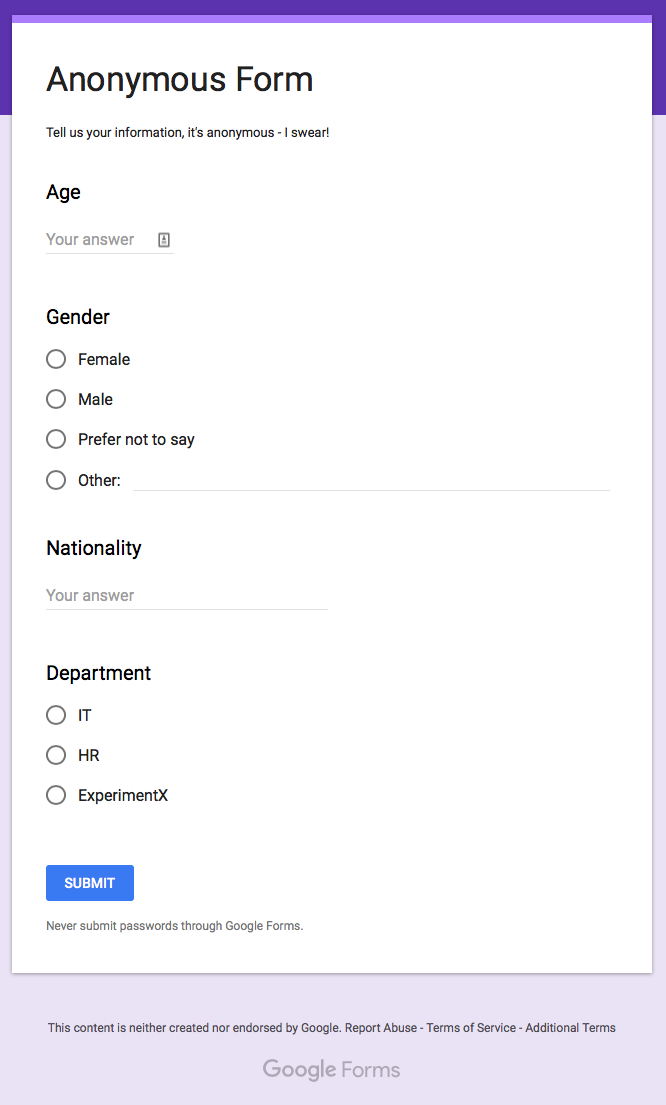 Anonymous Form
Tell us your information, it's anonymous - I swear!
Age
Your answer
Gender
Female
Male
Prefer not to say
Other:
Nationality
Your answer
Department
IT
HR
ExperimentX
SUBMIT
Never submit passwords through Google Forms.
This content is neither created nor endorsed by Google. Report Abuse - Terms of Service - Additional Terms
Google Forms